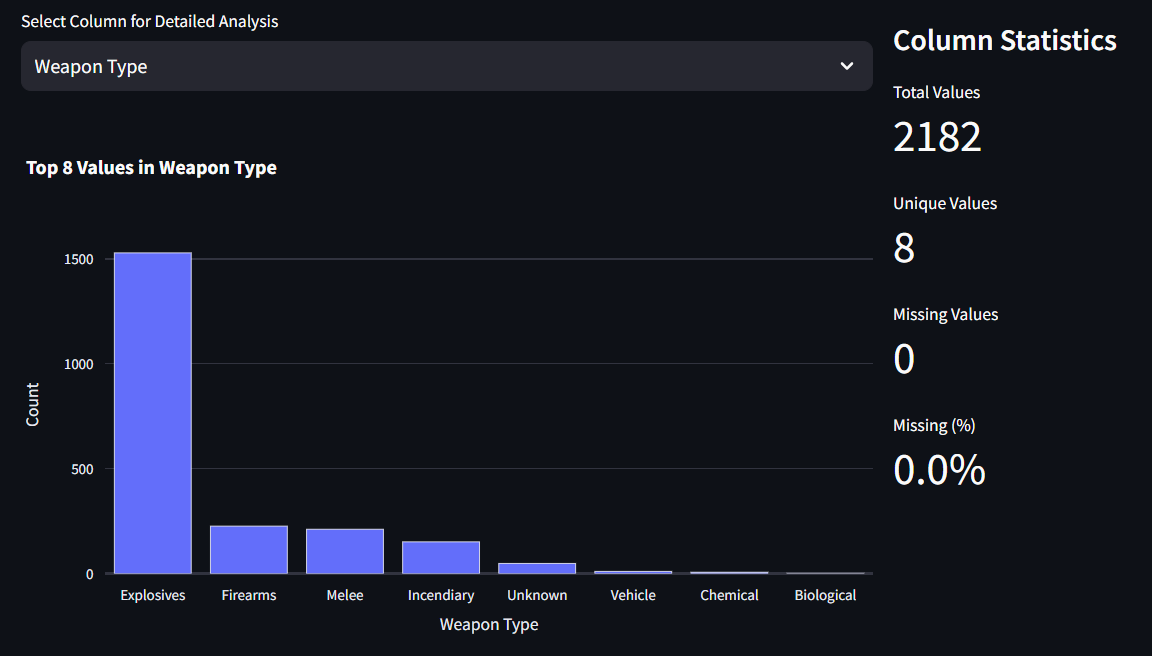 Select Column for Detailed Analysis
Weapon Type
Top 8 Values in Weapon Type
1500
1000
500
0
Count
Explosives Firearms Melee Incendiary Unknown Vehicle Chemical Biological
Weapon Type
Column Statistics
Total Values
2182
Unique Values
8
Missing Values
0
Missing (%)
0.0%